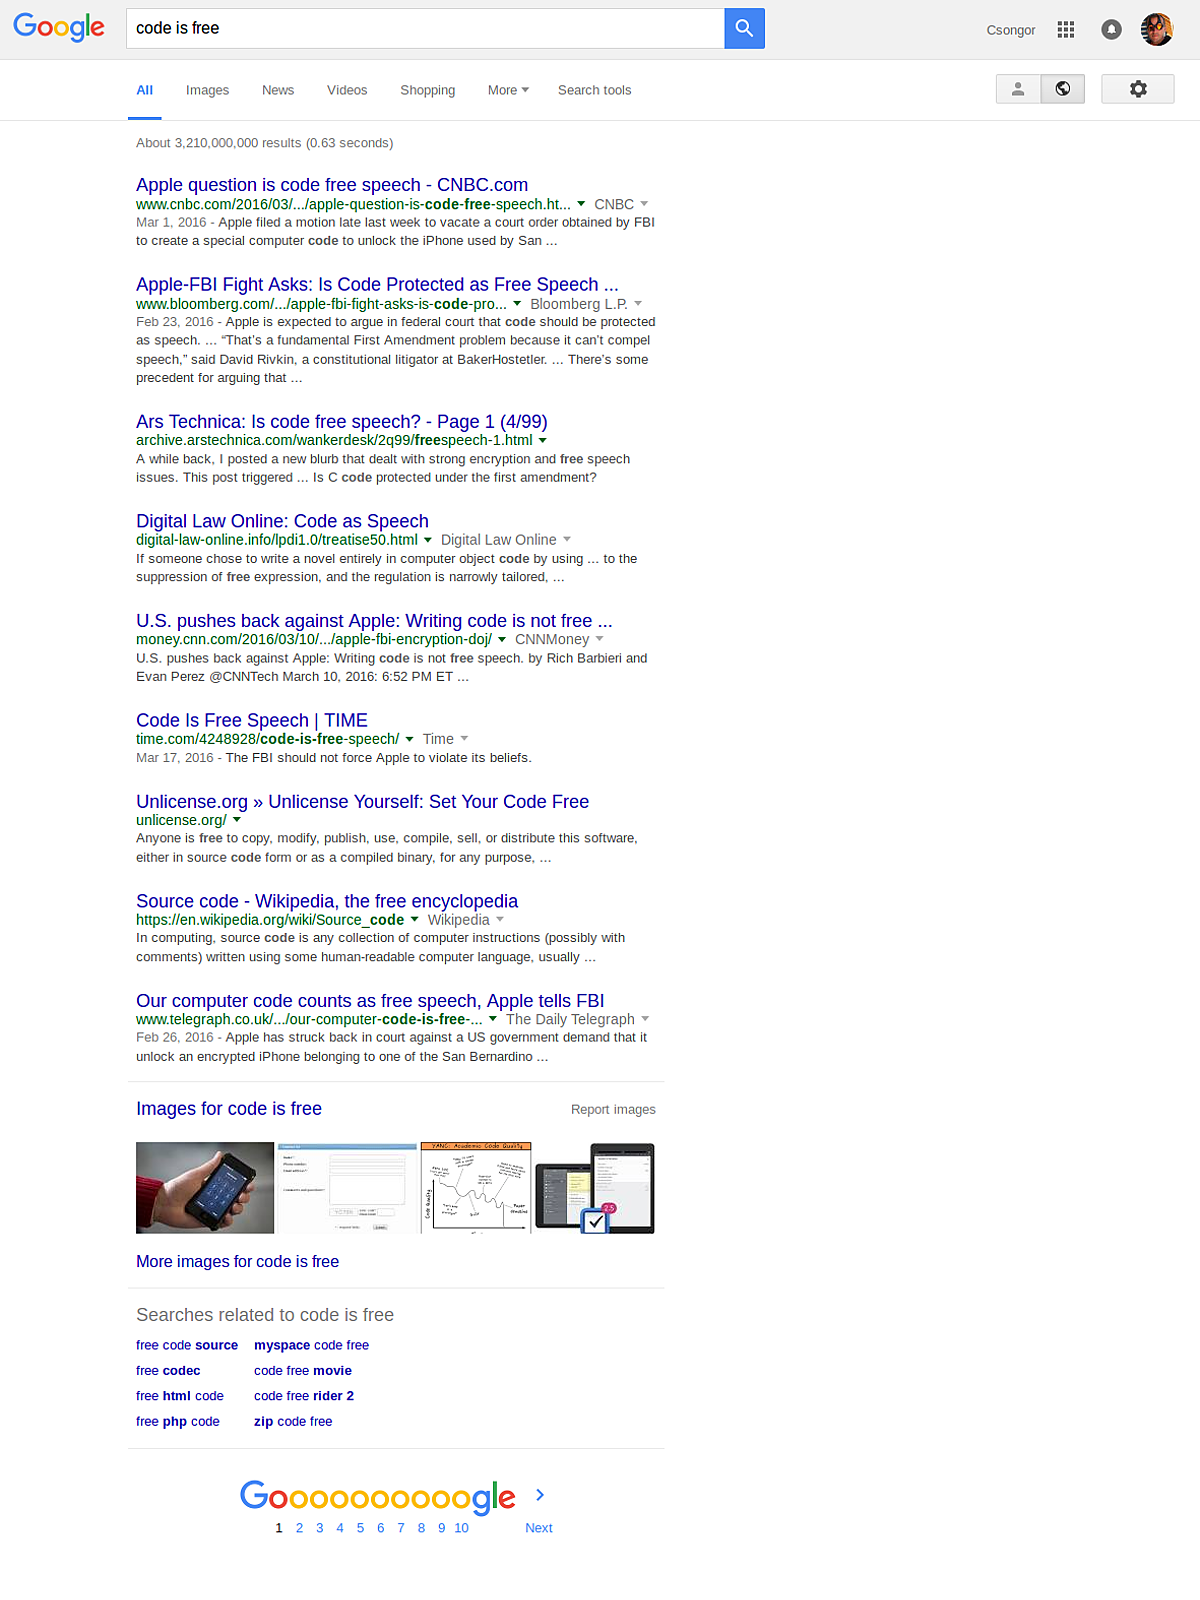 Google
code is free
Csongor
All Images News Videos Shopping More Search tools
About 3,210,000,000 results (0.63 seconds)
Apple question is code free speech - CNBC.com
www.cnbc.com/2016/03/.../apple-question-is-code-free-speech.ht... CNBC
Mar 1, 2016 - Apple filed a motion late last week to vacate a court order obtained by FBI
to create a special computer code to unlock the iPhone used by San ...
Apple-FBI Fight Asks: Is Code Protected as Free Speech ...
www.bloomberg.com/.../apple-fbi-fight-asks-is-code-pro... Bloomberg L.P.
Feb 23, 2016 - Apple is expected to argue in federal court that code should be protected
as speech. ... “That's a fundamental First Amendment problem because it can't compel
speech,” said David Rivkin, a constitutional litigator at BakerHostetler. ... There's some
precedent for arguing that ...
Ars Technica: Is code free speech? - Page 1 (4/99)
archive.arstechnica.com/wankerdesk/2q99/freespeech-1.html
A while back, I posted a new blurb that dealt with strong encryption and free speech
issues. This post triggered ... Is C code protected under the first amendment?
Digital Law Online: Code as Speech
digital-law-online.info/lpdi1.0/treatise50.html Digital Law Online
If someone chose to write a novel entirely in computer object code by using ... to the
suppression of free expression, and the regulation is narrowly tailored, ...
U.S. pushes back against Apple: Writing code is not free ...
money.cnn.com/2016/03/10/.../apple-fbi-encryption-doj/ CNNMoney
U.S. pushes back against Apple: Writing code is not free speech. by Rich Barbieri and
Evan Perez @CNNTech March 10, 2016: 6:52 PM ET ...
Code Is Free Speech | TIME
time.com/4248928/code-is-free-speech/ Time
Mar 17, 2016 - The FBI should not force Apple to violate its beliefs.
Unlicense.org » Unlicense Yourself: Set Your Code Free
unlicense.org/
Anyone is free to copy, modify, publish, use, compile, sell, or distribute this software,
either in source code form or as a compiled binary, for any purpose, ...
Source code - Wikipedia, the free encyclopedia
https://en.wikipedia.org/wiki/Source_code Wikipedia
In computing, source code is any collection of computer instructions (possibly with
comments) written using some human-readable computer language, usually ...
Our computer code counts as free speech, Apple tells FBI
www.telegraph.co.uk/.../our-computer-code-is-free-... The Daily Telegraph
Feb 26, 2016 - Apple has struck back in court against a US government demand that it
unlock an encrypted iPhone belonging to one of the San Bernardino ...
Images for code is free Report images
YANG: Academic Code Quality
Code Quality
2.5
More images for code is free
Searches related to code is free
free code source myspace code free
free codec code free movie
free html code code free rider 2
free php code zip code free
Goooooooooogle
1 2 3 4 5 6 7 8 9 10 Next